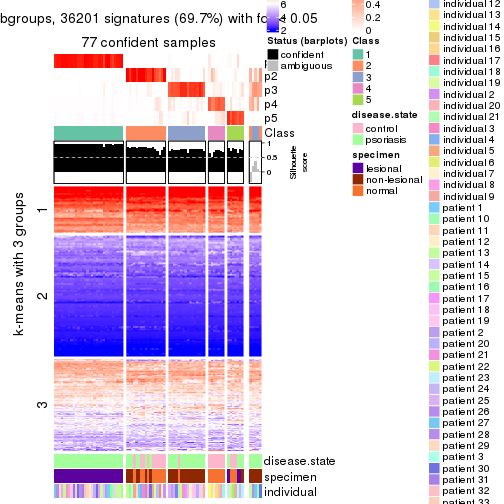 bgroups, 36201 signatures (69.7%) with fd < 0.05
77 confident samples
p2
p3
p4
p5
Class
1
0.5
0
Silhouette
score
k-means with 3 groups
1
2
3
disease.state
specimen
individual
6
4
2
Status (barplots)
confident
ambiguous
0.4
0.2
0
Class
1
2
3
4
5
disease.state
control
psoriasis
specimen
lesional
non-lesional
normal
individual 12
individual 13
individual 14
individual 15
individual 16
individual 17
individual 18
individual 19
individual 2
individual 20
individual 21
individual 3
individual 4
individual 5
individual 6
individual 7
individual 8
individual 9
patient 1
patient 10
patient 11
patient 12
patient 13
patient 14
patient 15
patient 16
patient 17
patient 18
patient 19
patient 2
patient 20
patient 21
patient 22
patient 23
patient 24
patient 25
patient 26
patient 27
patient 28
patient 29
patient 3
patient 30
patient 31
patient 32
patient 33